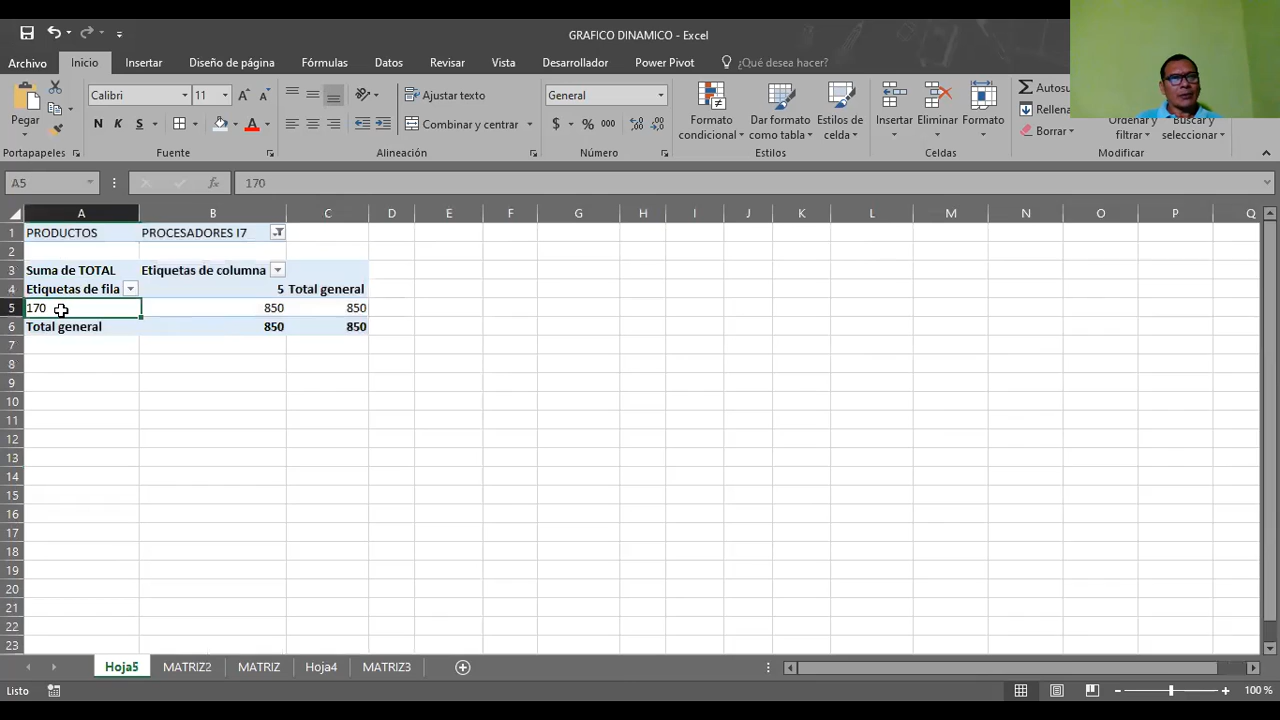 GRAFICO DINAMICO - Excel
Archivo Inicio Insertar Diseño de página Fórmulas Datos Revisar Vista Desarrollador Power Pivot ¿Qué desea hacer?
Pegar
Calibri 11
N K S
Ajustar texto
Combinar y centrar
General
$ % 000
Formato condicional
Dar formato como tabla
Estilos de celda
Insertar Eliminar Formato
Autosu
Rellena
Borrar
Ordenar y filtrar
Buscar y seleccionar
Portapapeles Fuente Alineación Número Estilos Celdas Modificar
A5 fx 170
A B C D E F G H I J K L M N O P Q
1 PRODUCTOS PROCESADORES I7
2
3 Suma de TOTAL Etiquetas de columna
4 Etiquetas de fila 5 Total general
5 170 850 850
6 Total general 850 850
7
8
9
10
11
12
13
14
15
16
17
18
19
20
21
22
23
Hoja5 MATRIZ2 MATRIZ Hoja4 MATRIZ3
Listo 100 %